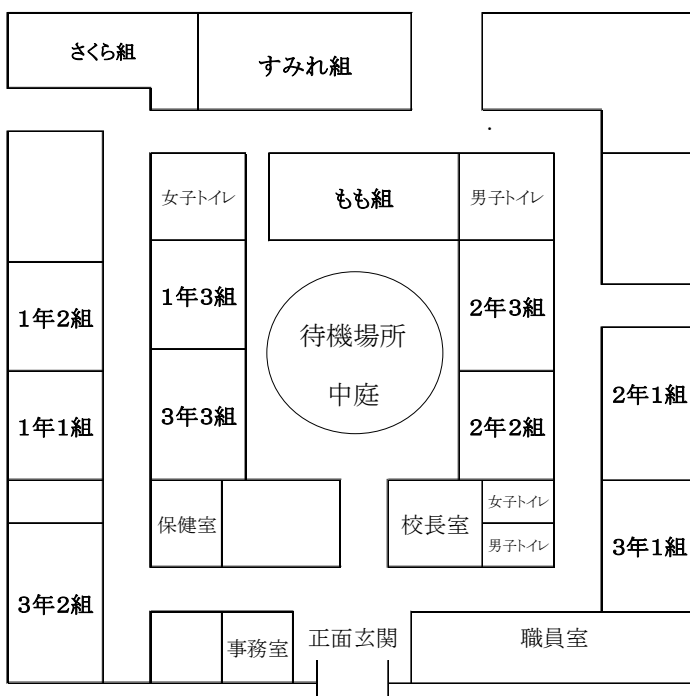 さくら組
すみれ組
女子トイレ
もも組
男子トイレ
1年2組
1年3組
待機場所
中庭
2年3組
1年1組
3年3組
2年2組
2年1組
保健室
校長室
女子トイレ
男子トイレ
3年1組
3年2組
事務室
正面玄関
職員室